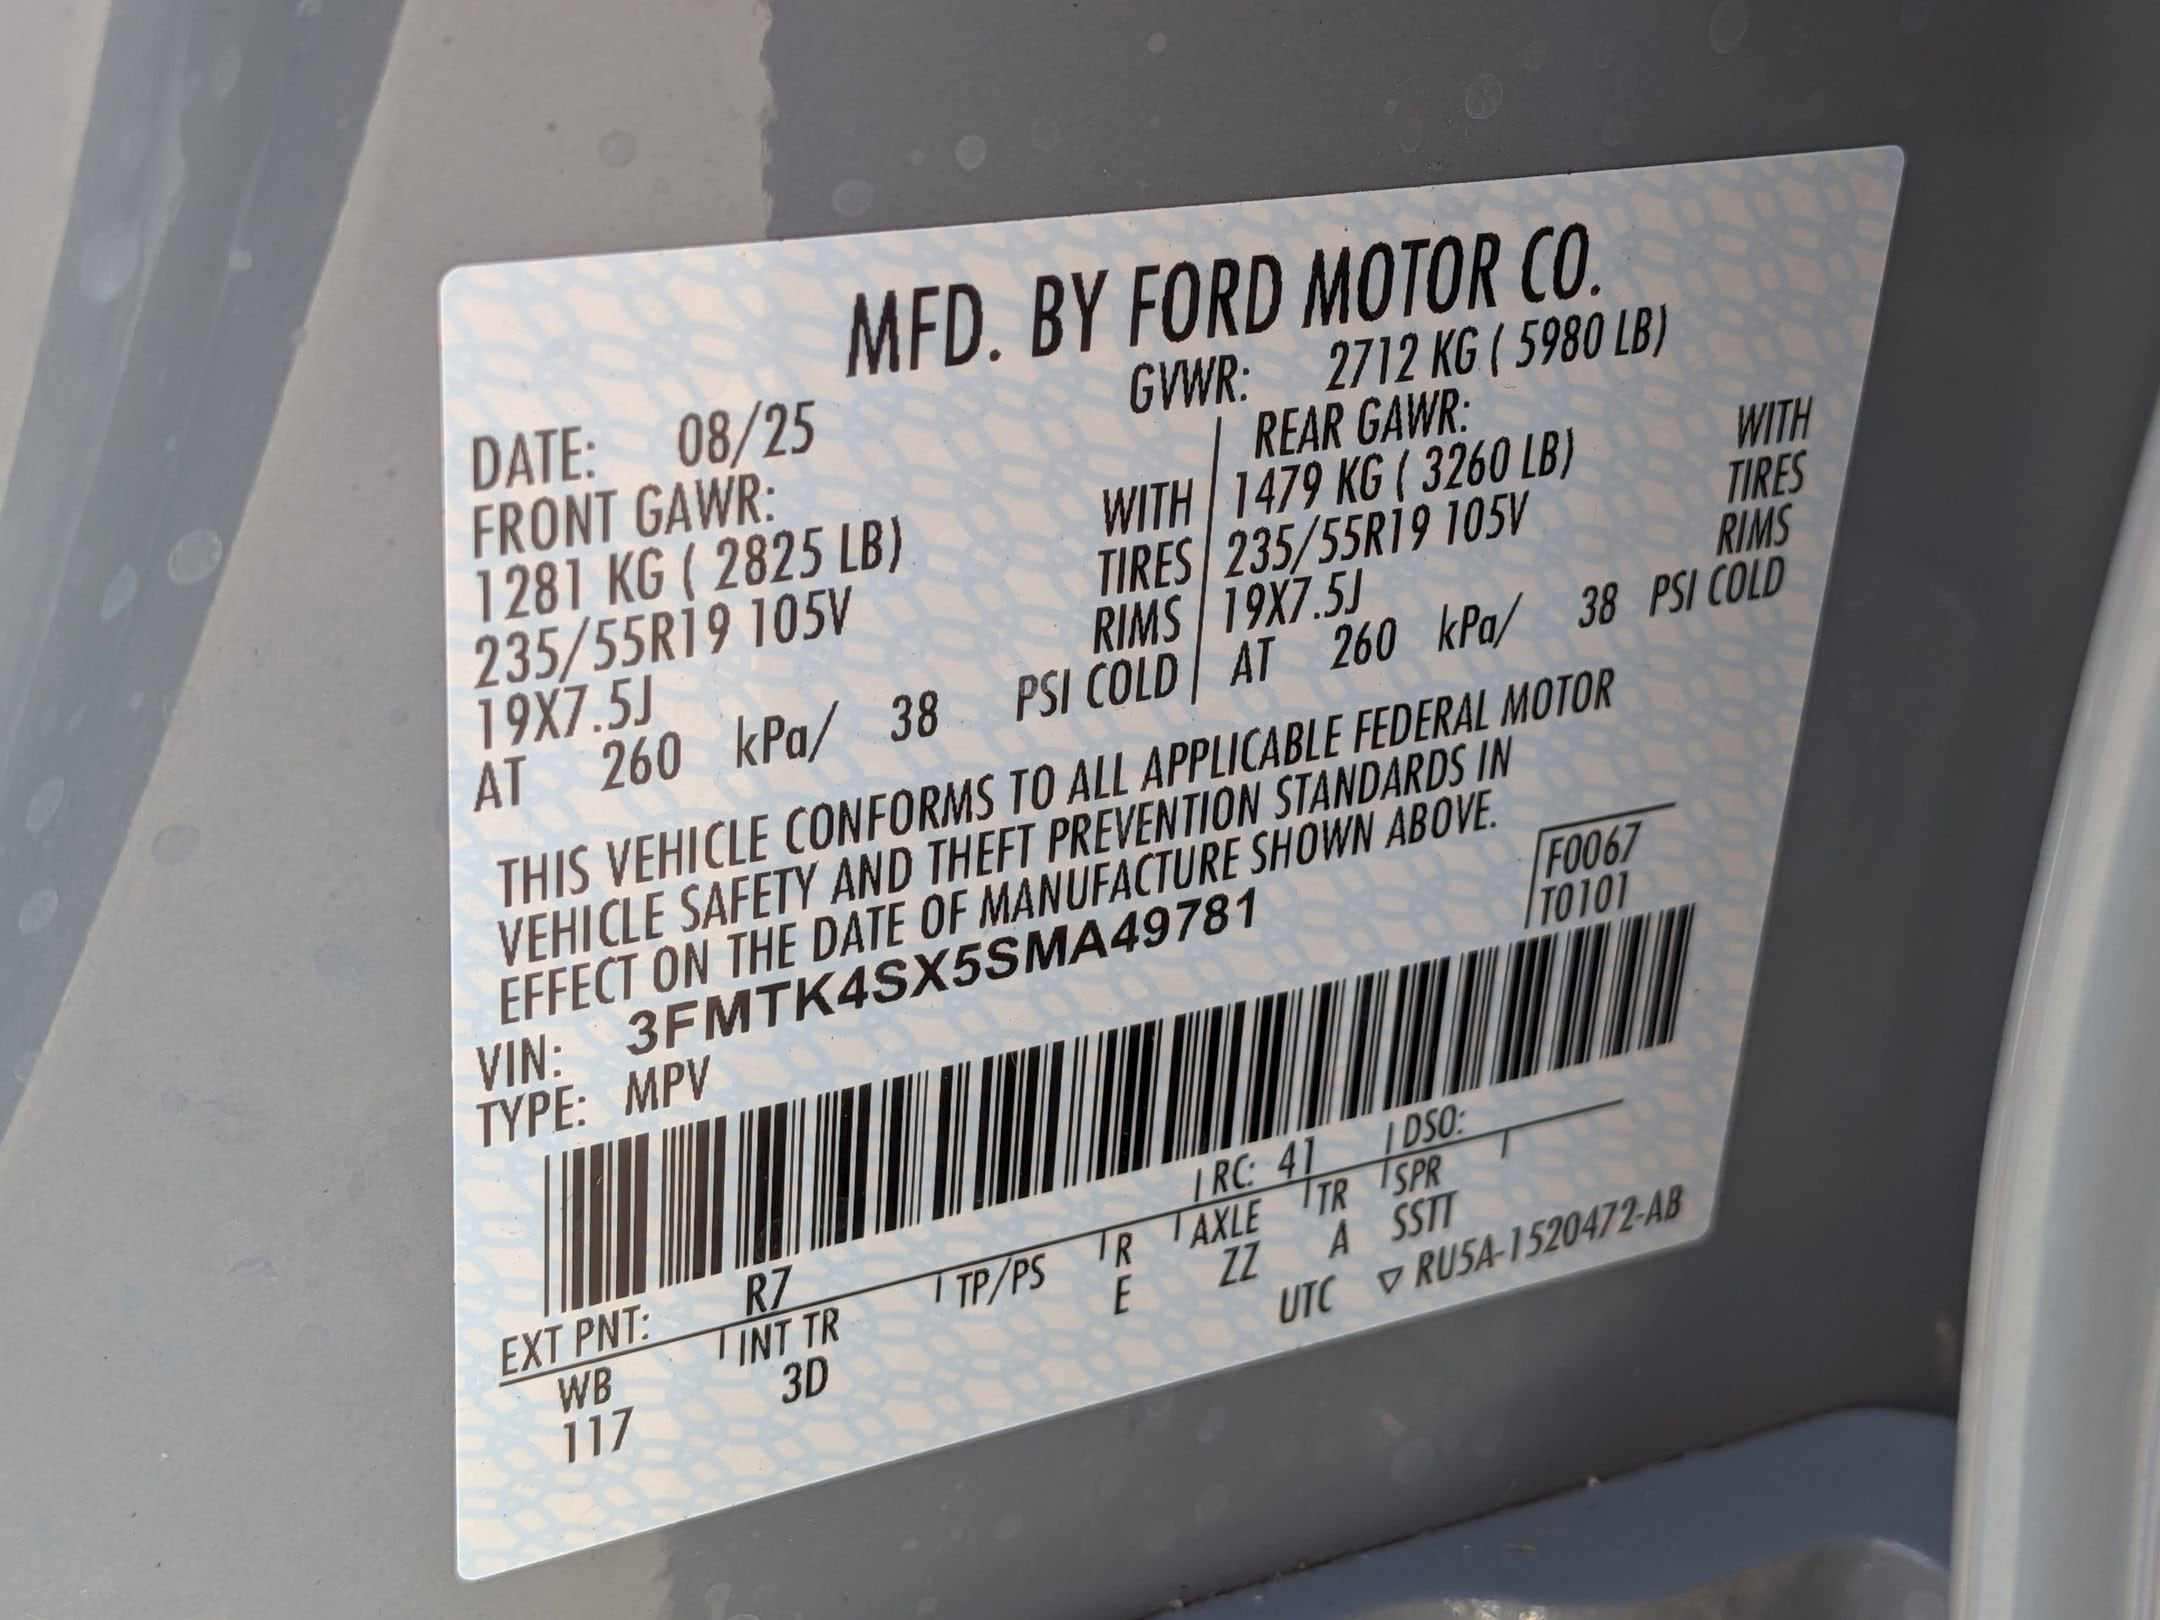 MFD. BY FORD MOTOR CO.
DATE: 08/25 GVWR: 2712 KG ( 5980 LB)
FRONT GAWR: REAR GAWR:
1281 KG ( 2825 LB) WITH 1479 KG ( 3260 LB) WITH
235/55R19 105V TIRES 235/55R19 105V TIRES
19X7.5J RIMS 19X7.5J RIMS
AT 260 kPa/ 38 PSI COLD AT 260 kPa/ 38 PSI COLD
THIS VEHICLE CONFORMS TO ALL APPLICABLE FEDERAL MOTOR
VEHICLE SAFETY AND THEFT PREVENTION STANDARDS IN
EFFECT ON THE DATE OF MANUFACTURE SHOWN ABOVE.
F0067
T0101
VIN: 3FMTK4SX5SMA49781
TYPE: MPV
EXT PNT: R7 RC: 41 DSO:
WB INT TR TP/PS R AXLE TR SPR
117 3D E ZZ A SSTT
UTC ▽ RU5A-1520472-AB